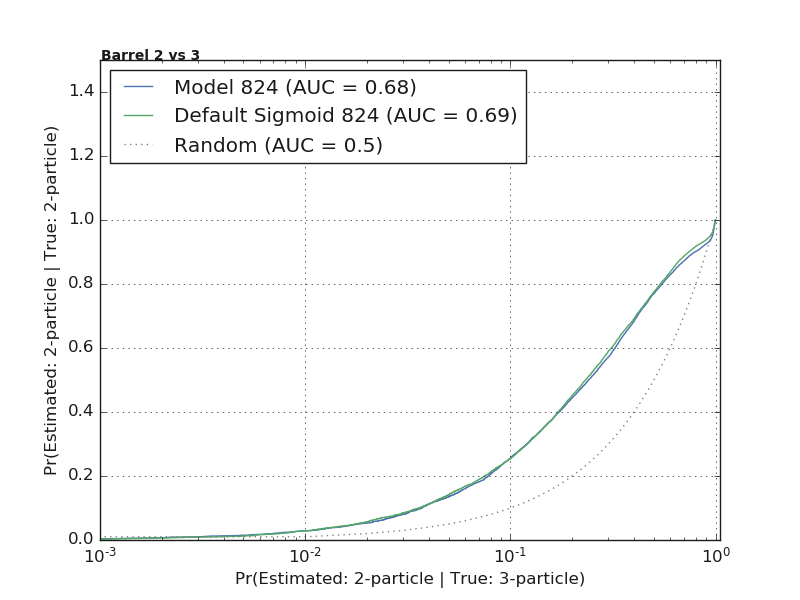 Barrel 2 vs 3
Model 824 (AUC = 0.68)
Default Sigmoid 824 (AUC = 0.69)
Random (AUC = 0.5)
Pr(Estimated: 2-particle | True: 2-particle)
1.4
1.2
1.0
0.8
0.6
0.4
0.2
0.0
10^-3 10^-2 10^-1 10^0
Pr(Estimated: 2-particle | True: 3-particle)